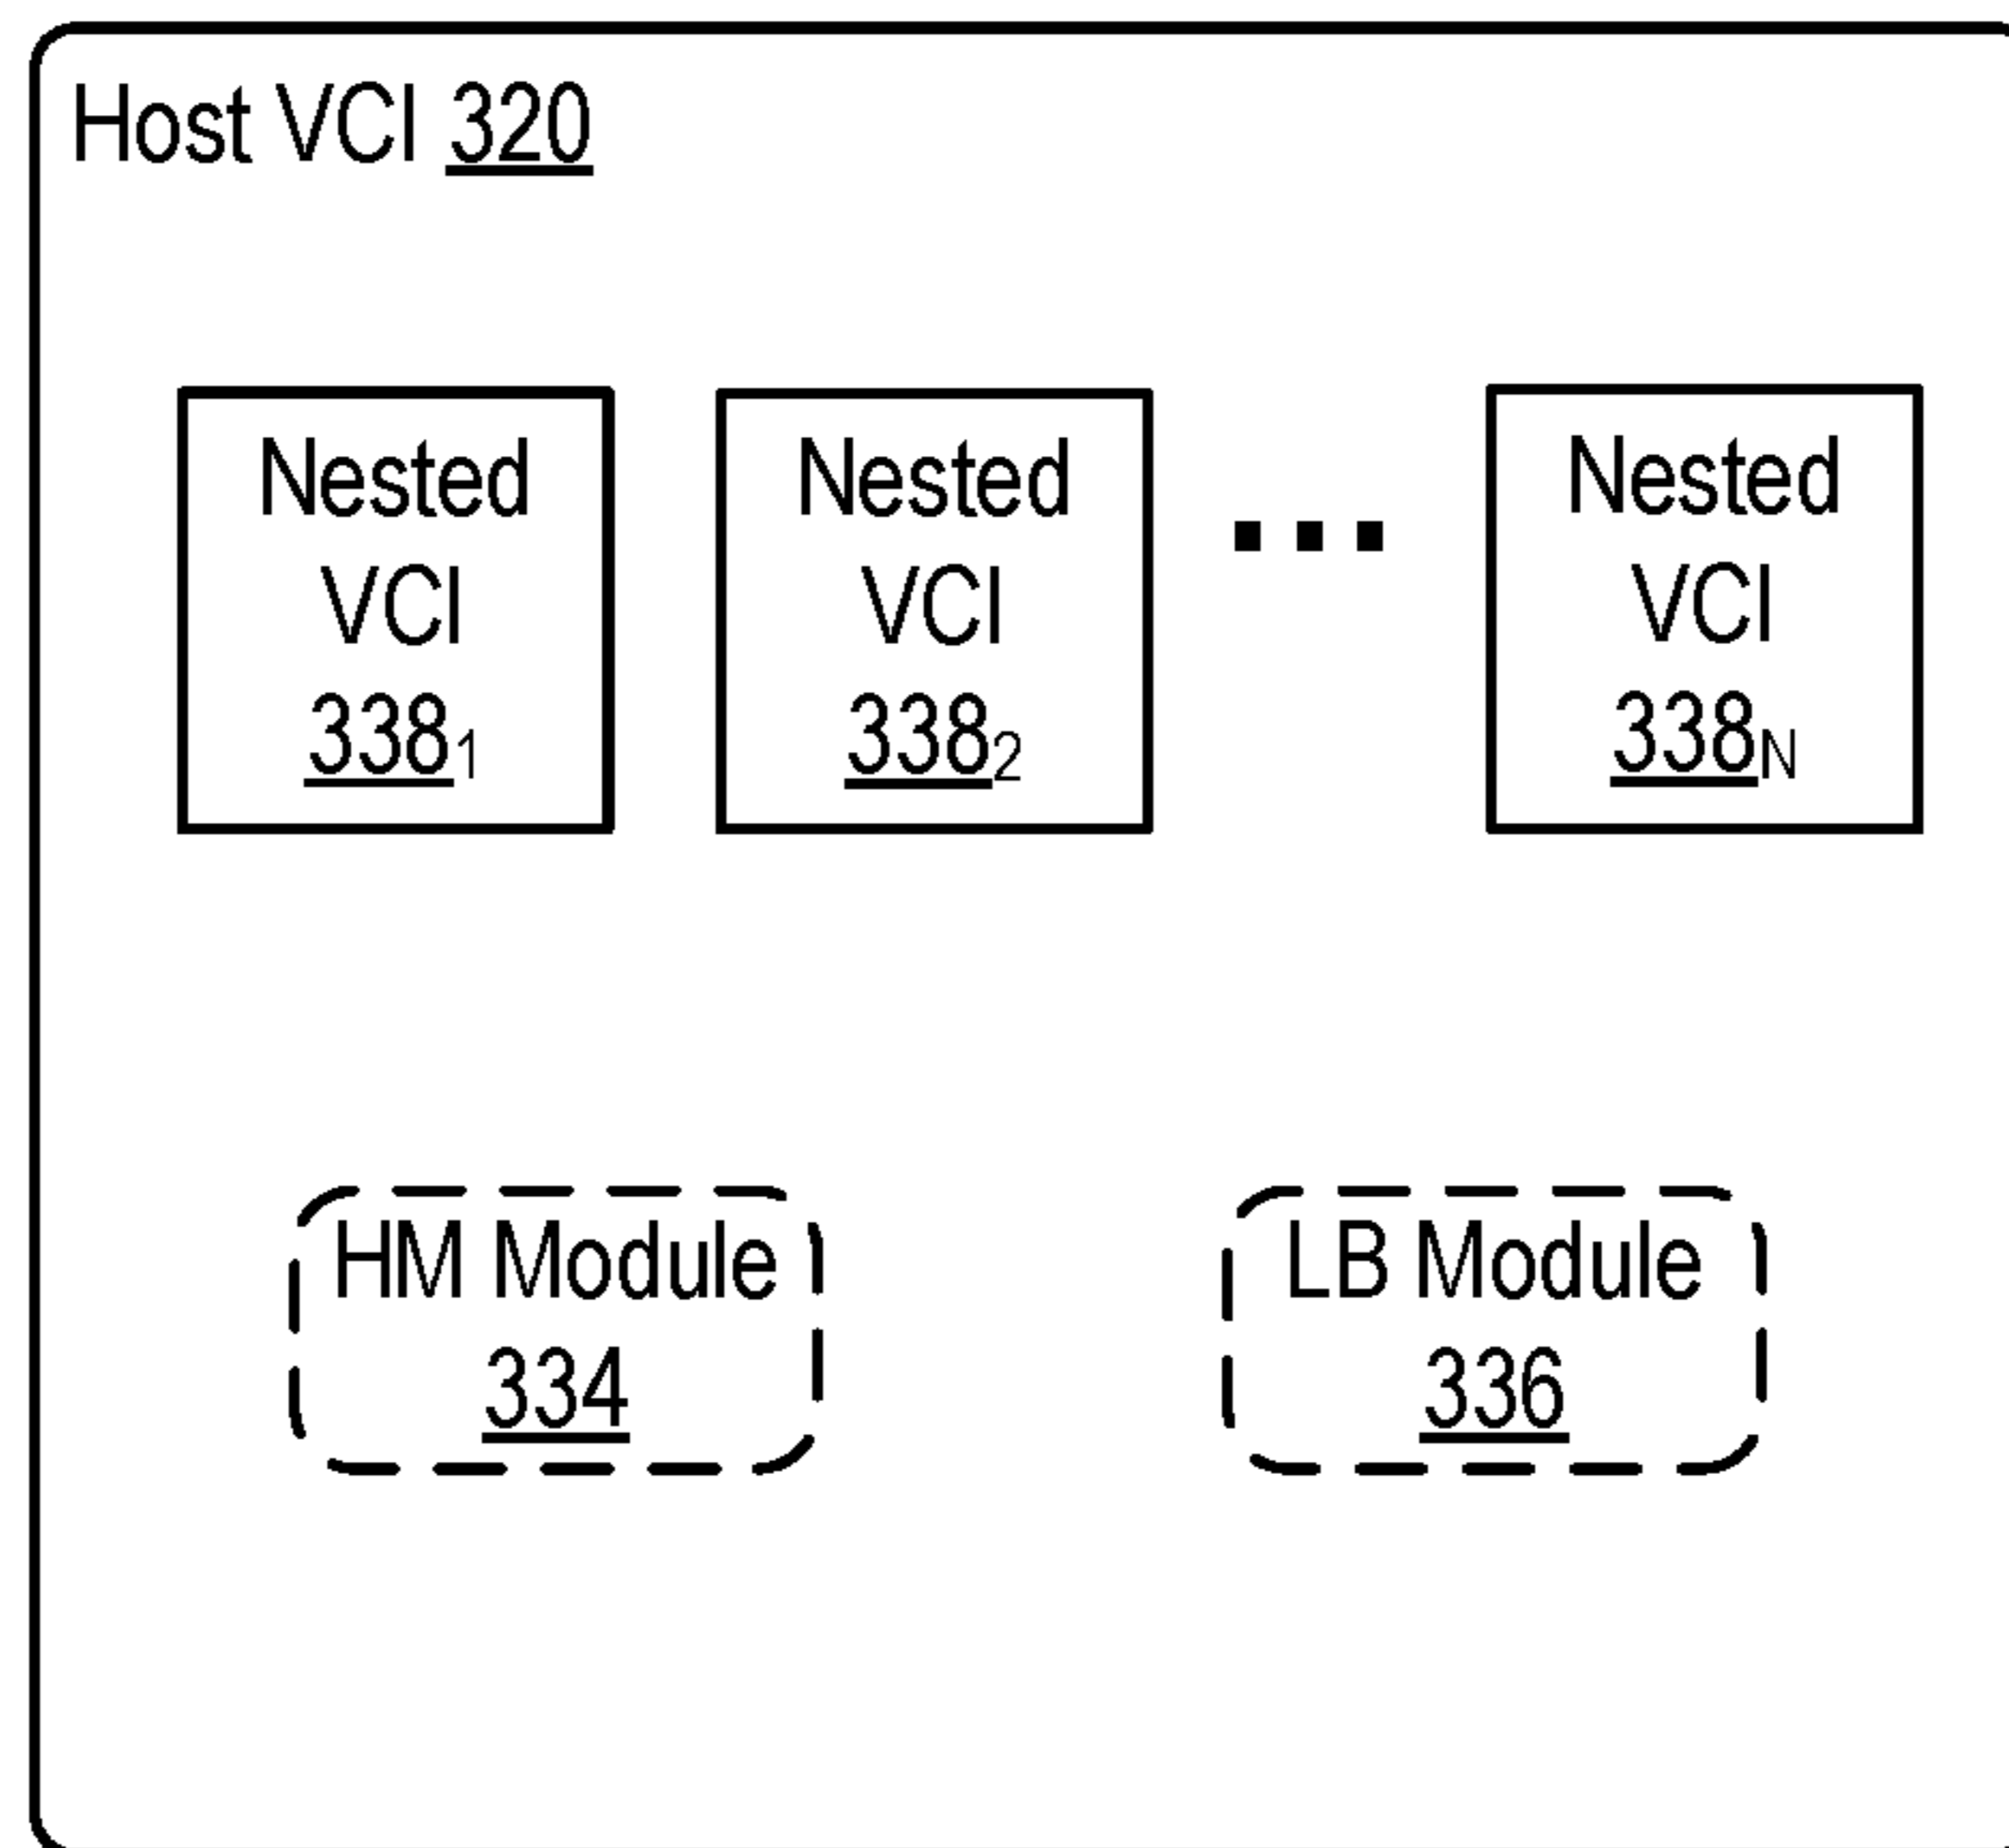 Host VCI 320
Nested
VCI
338₁
Nested
VCI
338₂
Nested
VCI
338N
HM Module
334
LB Module
336